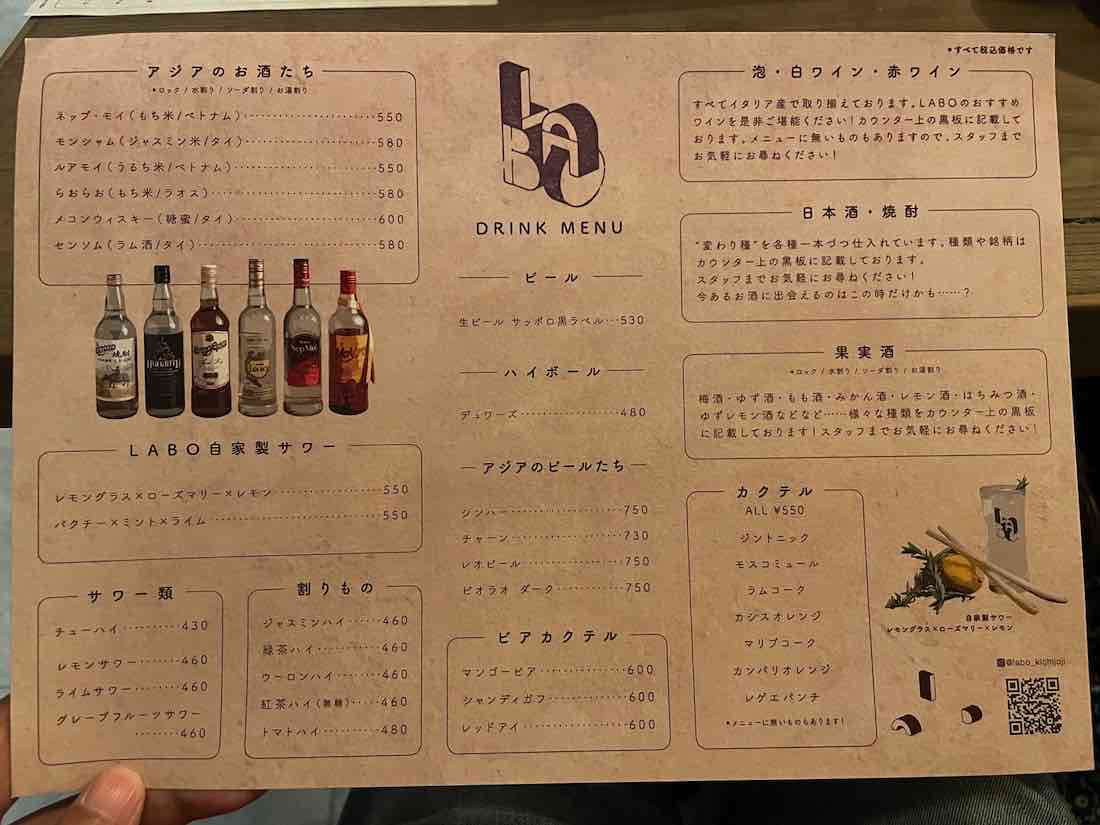 *すべて税込価格です
アジアのお酒たち
*ロック / 水割り / ソーダ割り / お湯割り
ネップ・モイ(もち米/ベトナム)············550
モンシャム(ジャスミン米/タイ)············580
ルアモイ(うるち米/ベトナム)············550
らおらお(もち米/ラオス)············580
メコンウィスキー(糖蜜/タイ)············600
センソム(ラム酒/タイ)············580
LABO自家製サワー
レモングラス×ローズマリー×レモン············550
パクチー×ミント×ライム············550
サワー類
チューハイ·········430
レモンサワー·······460
ライムサワー·······460
グレープフルーツサワー
·······460
割りもの
ジャスミンハイ·····460
緑茶ハイ·········460
ウーロンハイ·······460
紅茶ハイ(無糖)·····460
トマトハイ········480
LABO
DRINK MENU
ビール
生ビール サッポロ黒ラベル···530
ハイボール
デュワーズ············480
アジアのビールたち
シンハー············750
チャーン············730
レオビール············750
ビオラオ ダーク·······750
ビアカクテル
マンゴービア·········600
シャンディガフ·······600
レッドアイ··········600
泡・白ワイン・赤ワイン
すべてイタリア産で取り揃えております。LABOのおすすめ
ワインを是非ご堪能ください!カウンター上の黒板に記載して
おります。メニューに無いものもありますので、スタッフまで
お気軽にお尋ねください!
日本酒・焼酎
"変わり種"を各種一本づつ仕入れています。種類や銘柄は
カウンター上の黒板に記載しております。
スタッフまでお気軽にお尋ねください!
今あるお酒に出会えるのはこの時だけかも……?
果実酒
*ロック / 水割り / ソーダ割り / お湯割り
梅酒・ゆず酒・もも酒・みかん酒・レモン酒・はちみつ酒・
ゆずレモン酒などなど……様々な種類をカウンター上の黒板
に記載しております!スタッフまでお気軽にお尋ねください!
カクテル
ALL ¥550
ジントニック
モスコミュール
ラムコーク
カシスオレンジ
マリブコーク
カンパリオレンジ
レゲエパンチ
*メニューに無いものもあります!
自家製サワー
レモングラス×ローズマリー×レモン
@labo_kichijoji